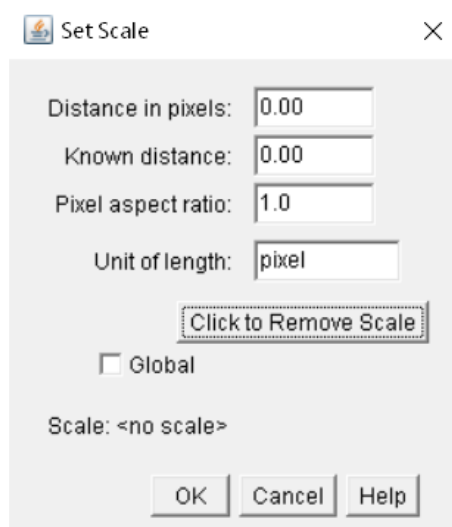 Set Scale
Distance in pixels: 0.00
Known distance: 0.00
Pixel aspect ratio: 1.0
Unit of length: pixel
Click to Remove Scale
Global
Scale: <no scale>
OK Cancel Help